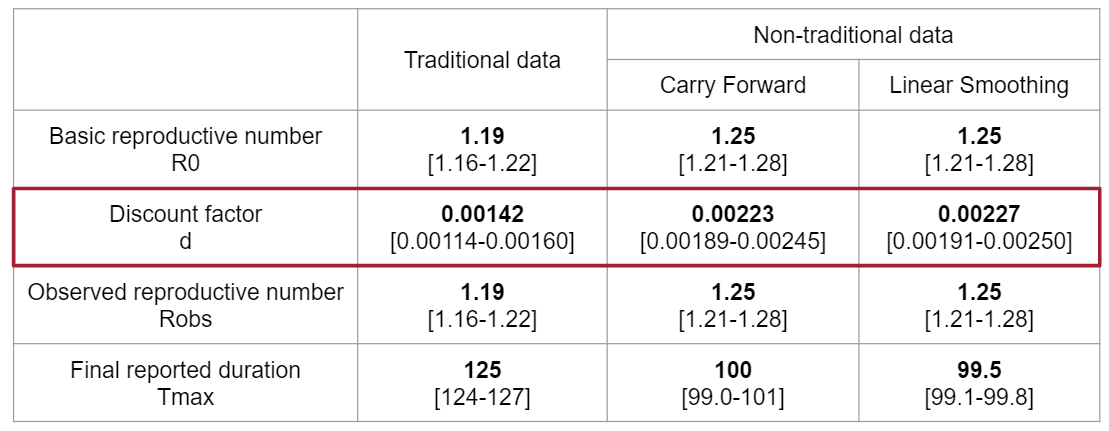 Traditional data
Non-traditional data
Carry Forward
Linear Smoothing
Basic reproductive number
R0
1.19
[1.16-1.22]
1.25
[1.21-1.28]
1.25
[1.21-1.28]
Discount factor
d
0.00142
[0.00114-0.00160]
0.00223
[0.00189-0.00245]
0.00227
[0.00191-0.00250]
Observed reproductive number
Robs
1.19
[1.16-1.22]
1.25
[1.21-1.28]
1.25
[1.21-1.28]
Final reported duration
Tmax
125
[124-127]
100
[99.0-101]
99.5
[99.1-99.8]